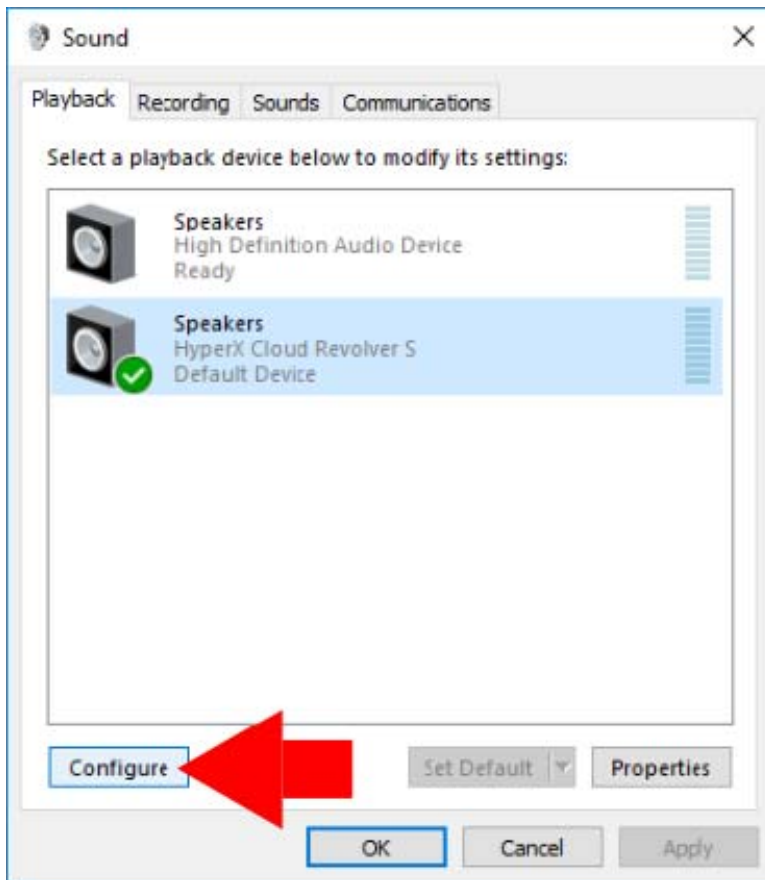 Sound
Playback Recording Sounds Communications
Select a playback device below to modify its settings:
Speakers
High Definition Audio Device
Ready
Speakers
HyperX Cloud Revolver S
Default Device
Configure Set Default Properties
OK Cancel Apply